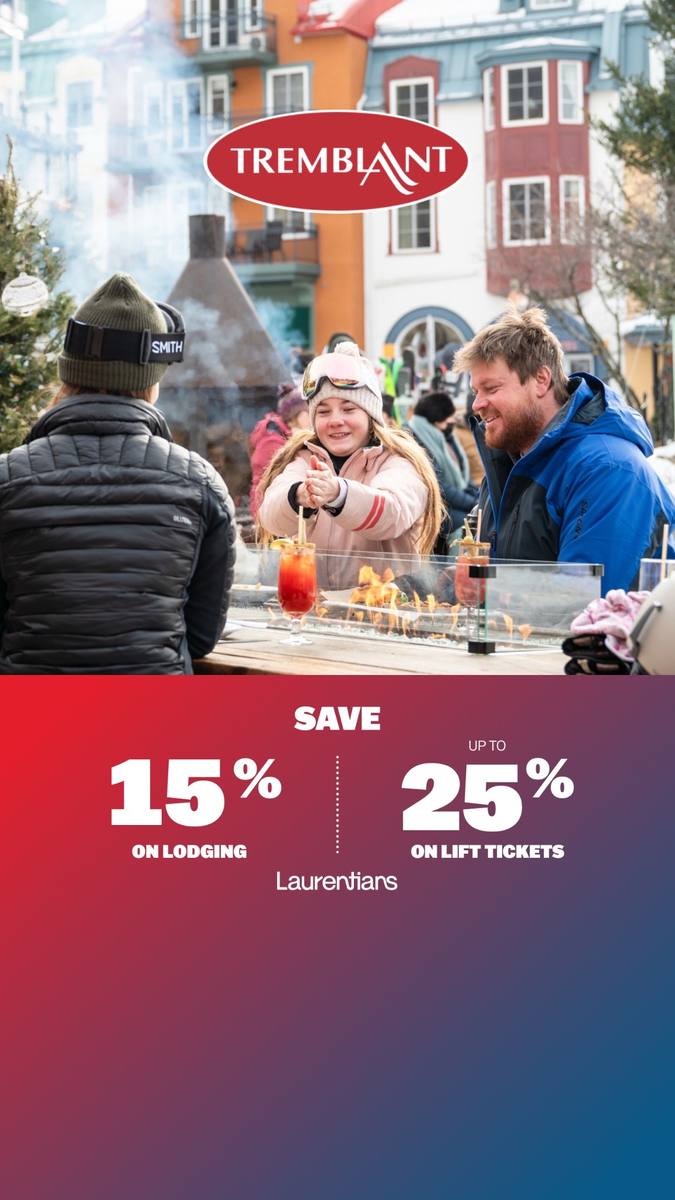 TREMBLANT
SMITH
SAVE
15%
ON LODGING
UP TO
25%
ON LIFT TICKETS
Laurentians